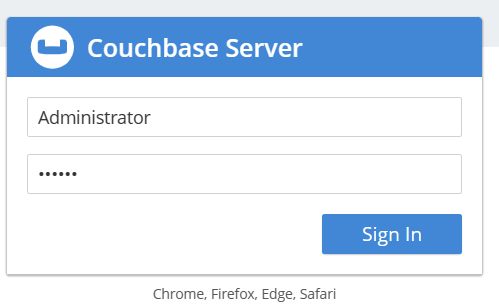 Couchbase Server
Administrator
••••••
Sign In
Chrome, Firefox, Edge, Safari